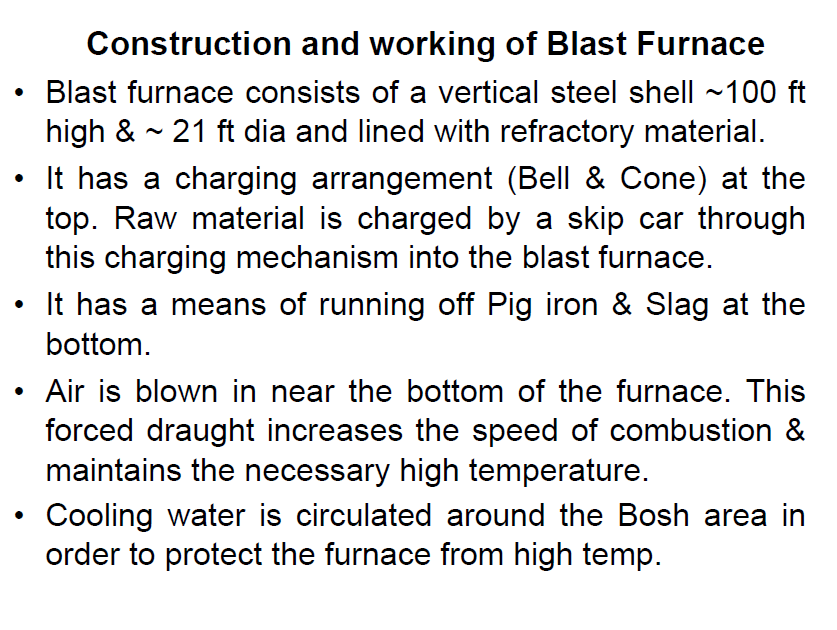 Construction and working of Blast Furnace
• Blast furnace consists of a vertical steel shell ~100 ft
high & ~ 21 ft dia and lined with refractory material.
• It has a charging arrangement (Bell & Cone) at the
top. Raw material is charged by a skip car through
this charging mechanism into the blast furnace.
• It has a means of running off Pig iron & Slag at the
bottom.
• Air is blown in near the bottom of the furnace. This
forced draught increases the speed of combustion &
maintains the necessary high temperature.
• Cooling water is circulated around the Bosh area in
order to protect the furnace from high temp.